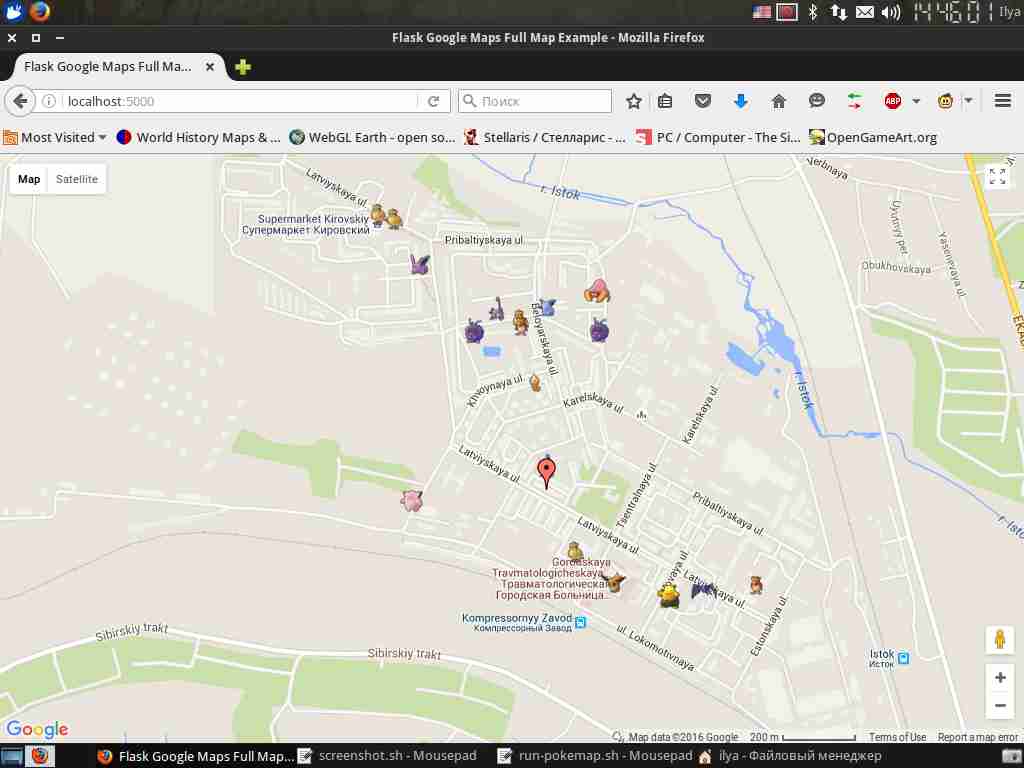 14:46:01 Ilya
Flask Google Maps Full Map Example - Mozilla Firefox
Flask Google Maps Full Ma...
localhost:5000
Поиск
ABP
Most Visited
World History Maps & ...
WebGL Earth - open so...
Stellaris / Стелларис - ...
PC / Computer - The Si...
OpenGameArt.org
Map
Satellite
Latviyskaya ul.
r. Istok
Verbnaya
Supermarket Kirovskiy
Супермаркет Кировский
Pribaltiyskaya ul
Uyutnyy per
Yasenevaya ul
Obukhovskaya
Beloyarskaya ul.
Khvoynaya ul.
Karelskaya ul
Karelskaya ul
r. Istok
Latviyskaya ul
Tsentralnaya ul.
Pribaltiyskaya ul.
r. Istok
Latviyskaya ul.
Gorodskaya
Travmatologicheskaya
Травматологическая
Городская Больница...
Latviyskaya ul.
Kompressornyy Zavod
Компрессорный Завод
ul. Lokomotivnaya
Estonskaya ul.
Sibirskiy trakt
Sibirskiy trakt
Istok
Исток
Google
Map data ©2016 Google
200 m
Terms of Use
Report a map error
Flask Google Maps Full Map...
screenshot.sh - Mousepad
run-pokemap.sh - Mousepad
ilya - Файловый менеджер